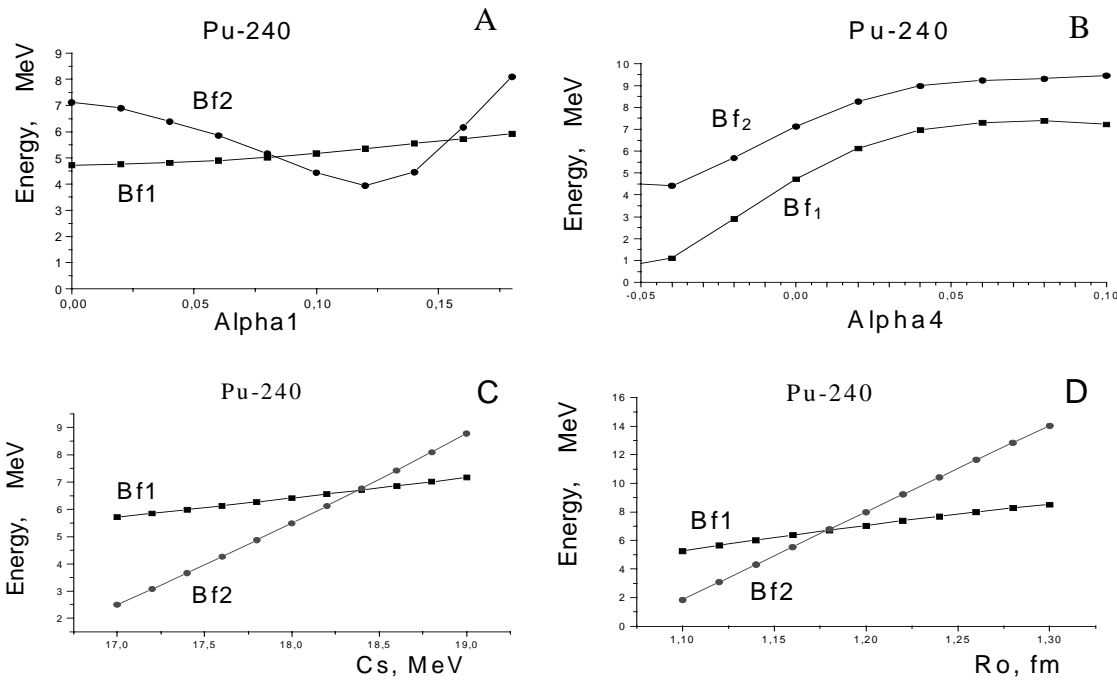 Pu-240
A
Energy, MeV
9
8
7
6
5
4
3
2
1
0
Bf2
Bf1
0,00
0,05
0,10
0,15
Alpha1
Pu-240
B
Energy, MeV
10
9
8
7
6
5
4
3
2
1
0
Bf2
Bf1
-0,05
0,00
0,05
0,10
Alpha4
Pu-240
C
Energy, MeV
9
8
7
6
5
4
3
2
Bf1
Bf2
17,0
17,5
18,0
18,5
19,0
Cs, MeV
Pu-240
D
Energy, MeV
16
14
12
10
8
6
4
2
0
Bf1
Bf2
1,10
1,15
1,20
1,25
1,30
Ro, fm